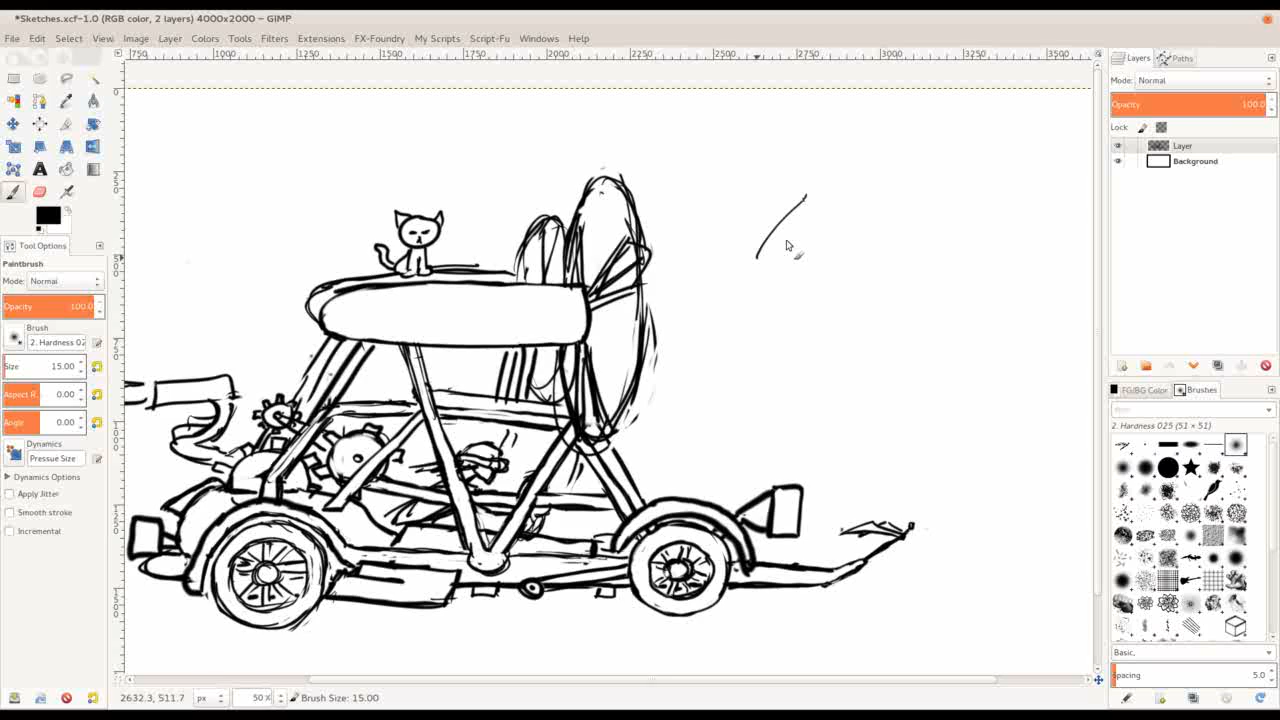 *Sketches.xcf-1.0 (RGB color, 2 layers) 4000x2000 – GIMP
File Edit Select View Image Layer Colors Tools Filters Extensions FX-Foundry My Scripts Script-Fu Windows Help
750 1000 1250 1500 1750 2000 2250 2500 2750 3000 3250 3500
Layers Paths
Mode: Normal
Opacity 100.0
Lock:
Layer
Background
Tool Options
Paintbrush
Mode: Normal
Opacity 100.0
Brush
2. Hardness 02
Size 15.00
Aspect R. 0.00
Angle 0.00
Dynamics
Pressue Size
Dynamics Options
Apply Jitter
Smooth stroke
Incremental
FG/BG Color Brushes
2. Hardness 025 (51 × 51)
Basic,
Spacing 5.0
2632.3, 511.7 px 50 % Brush Size: 15.00